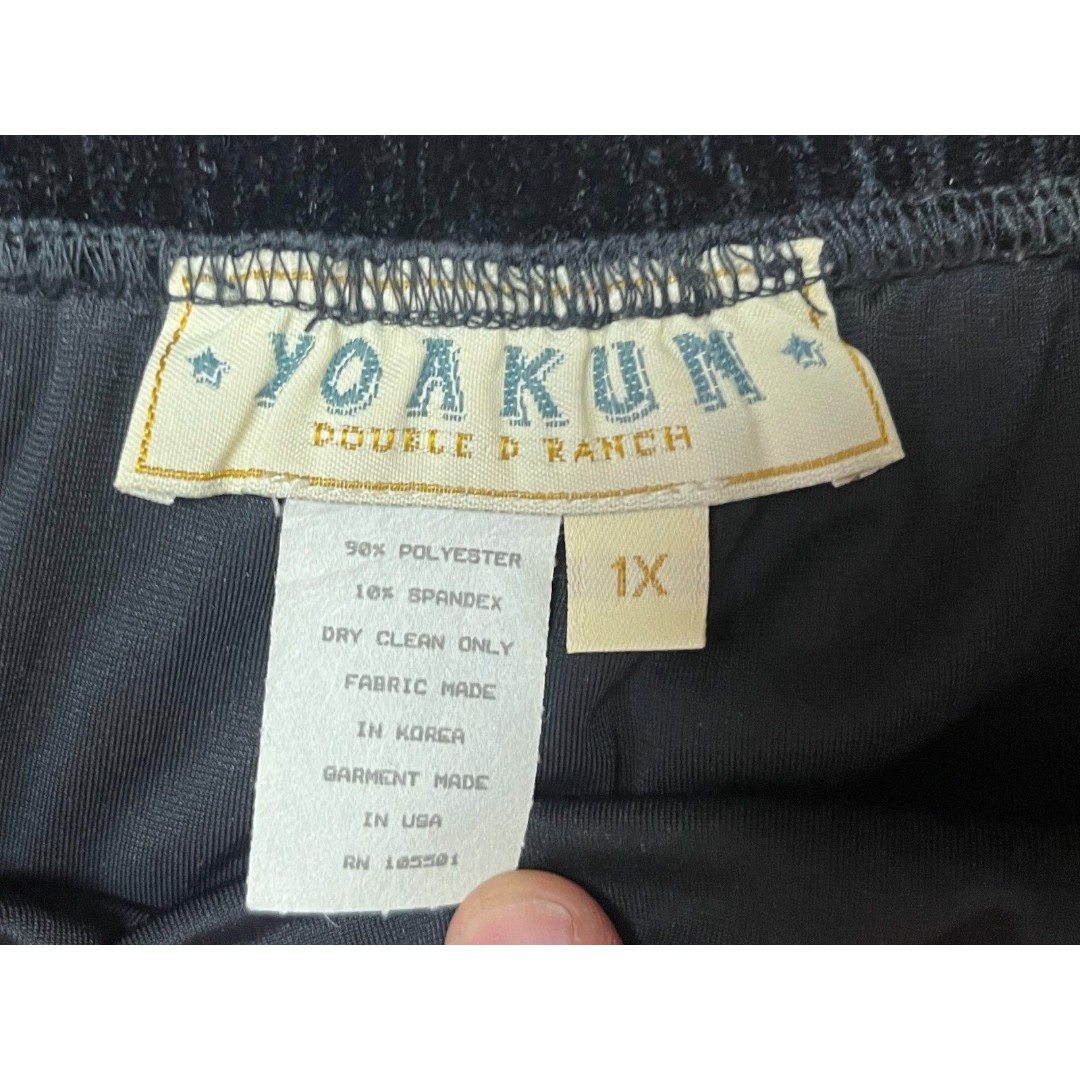 YOAKUM
DOUBLE D RANCH
1X
90% POLYESTER
10% SPANDEX
DRY CLEAN ONLY
FABRIC MADE
IN KOREA
GARMENT MADE
IN USA
RN 105501